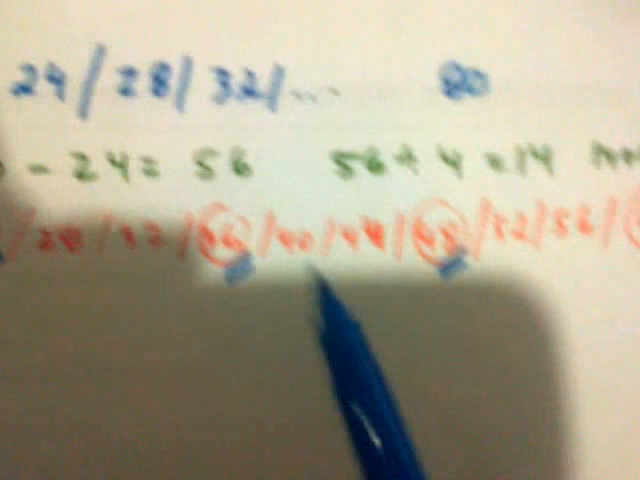 24 / 28 / 32 / ... 80
- 24 = 56 56 ÷ 4 = 14
/ 28 / 32 / 36 / 40 / 44 / 48 / 52 / 56 /